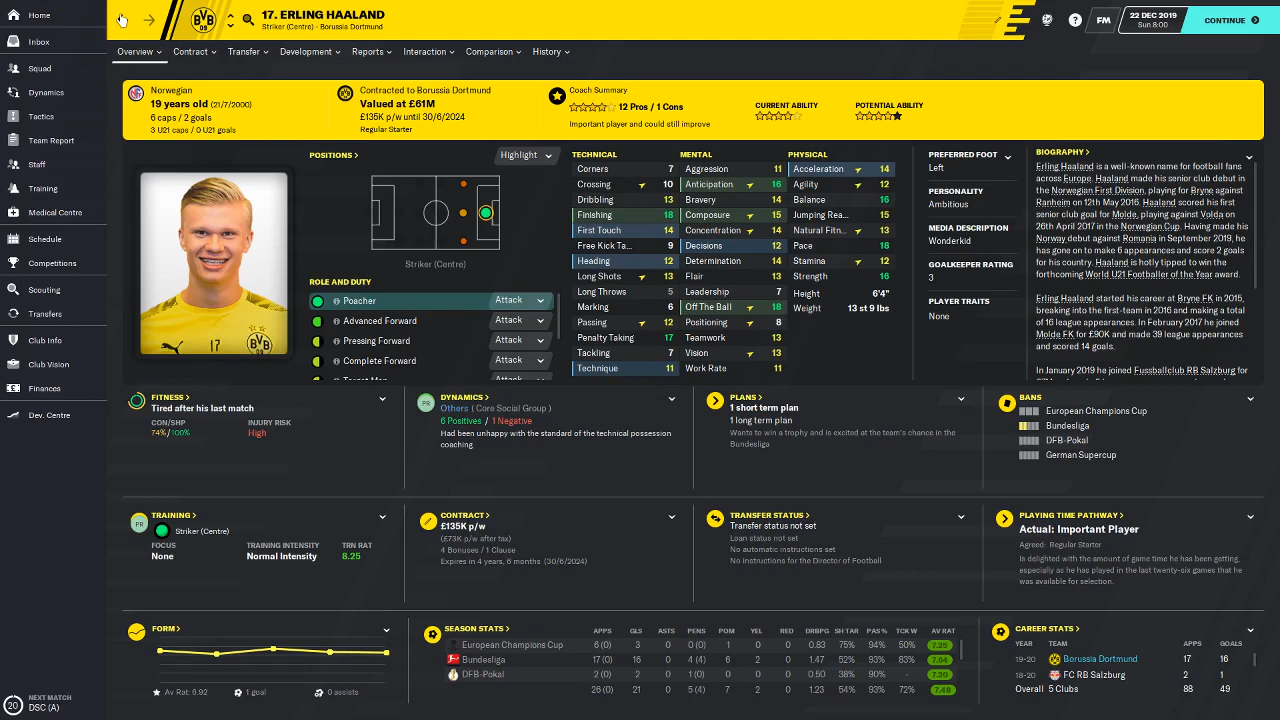 Home
Inbox
Squad
Dynamics
Tactics
Team Report
Staff
Training
Medical Centre
Schedule
Competitions
Scouting
Transfers
Club Info
Club Vision
Finances
Dev. Centre
20
NEXT MATCH
DSC (A)
17. ERLING HAALAND
Striker (Centre) - Borussia Dortmund
FM
22 DEC 2019
Sun 8:00
CONTINUE
Overview
Contract
Transfer
Development
Reports
Interaction
Comparison
History
Norwegian
19 years old (21/7/2000)
6 caps / 2 goals
3 U21 caps / 0 U21 goals
Contracted to Borussia Dortmund
Valued at £61M
£135K p/w until 30/6/2024
Regular Starter
Coach Summary
12 Pros / 1 Cons
Important player and could still improve
CURRENT ABILITY
POTENTIAL ABILITY
POSITIONS
Highlight
Striker (Centre)
ROLE AND DUTY
Poacher Attack
Advanced Forward Attack
Pressing Forward Attack
Complete Forward Attack
TECHNICAL
Corners 7
Crossing 10
Dribbling 13
Finishing 18
First Touch 14
Free Kick Ta... 9
Heading 12
Long Shots 13
Long Throws 5
Marking 6
Passing 12
Penalty Taking 17
Tackling 7
Technique 11
MENTAL
Aggression 11
Anticipation 16
Bravery 14
Composure 15
Concentration 14
Decisions 12
Determination 14
Flair 13
Leadership 7
Off The Ball 18
Positioning 8
Teamwork 13
Vision 13
Work Rate 11
PHYSICAL
Acceleration 14
Agility 12
Balance 16
Jumping Rea... 15
Natural Fitn... 13
Pace 18
Stamina 12
Strength 16
Height 6'4"
Weight 13 st 9 lbs
PREFERRED FOOT
Left
PERSONALITY
Ambitious
MEDIA DESCRIPTION
Wonderkid
GOALKEEPER RATING
3
PLAYER TRAITS
None
BIOGRAPHY
Erling Haaland is a well-known name for football fans
across Europe. Haaland made his senior club debut in
the Norwegian First Division, playing for Bryne against
Ranheim on 12th May 2016. Haaland scored his first
senior club goal for Molde, playing against Volda on
26th April 2017 in the Norwegian Cup. Having made his
Norway debut against Romania in September 2019, he
has gone on to make 6 appearances and score 2 goals
for his country. Haaland is hotly tipped to win the
forthcoming World U21 Footballer of the Year award.
Erling Haaland started his career at Bryne FK in 2015,
breaking into the first-team in 2016 and making a total
of 16 league appearances. In February 2017 he joined
Molde FK for £90K and made 39 league appearances
and scored 14 goals.
In January 2019 he joined Fussballclub RB Salzburg for
FITNESS
Tired after his last match
CON/SHP
74%/100%
INJURY RISK
High
DYNAMICS
PR
Others ( Core Social Group )
6 Positives / 1 Negative
Had been unhappy with the standard of the technical possession
coaching
PLANS
1 short term plan
1 long term plan
Wants to win a trophy and is excited at the team's chance in the
Bundesliga
BANS
European Champions Cup
Bundesliga
DFB-Pokal
German Supercup
TRAINING
PR
Striker (Centre)
FOCUS
None
TRAINING INTENSITY
Normal Intensity
TRN RAT
8.25
CONTRACT
£135K p/w
(£73K p/w after tax)
4 Bonuses / 1 Clause
Expires in 4 years, 6 months (30/6/2024)
TRANSFER STATUS
Transfer status not set
Loan status not set
No automatic instructions set
No instructions for the Director of Football
PLAYING TIME PATHWAY
Actual: Important Player
Agreed: Regular Starter
Is delighted with the amount of game time he has been getting,
especially as he has played in the last twenty-six games that he
was available for selection.
FORM
Av Rat: 6.92
1 goal
0 assists
SEASON STATS APPS GLS ASTS PENS POM YEL RED DRBPG SH TAR PAS % TCK W AV RAT
European Champions Cup 6 (0) 3 0 0 (0) 1 0 0 0.83 75% 94% 50% 7.25
Bundesliga 17 (0) 16 0 4 (4) 6 2 0 1.47 52% 93% 83%
DFB-Pokal 2 (0) 2 0 1 (0) 0 0 0 0.50 38% 90% - 7.20
26 (0) 21 0 5 (4) 7 2 0 1.23 54% 93% 72% 7.48
CAREER STATS
YEAR TEAM APPS GOALS
19-20 Borussia Dortmund 17 16
18-20 FC RB Salzburg 2 1
Overall 5 Clubs 88 49